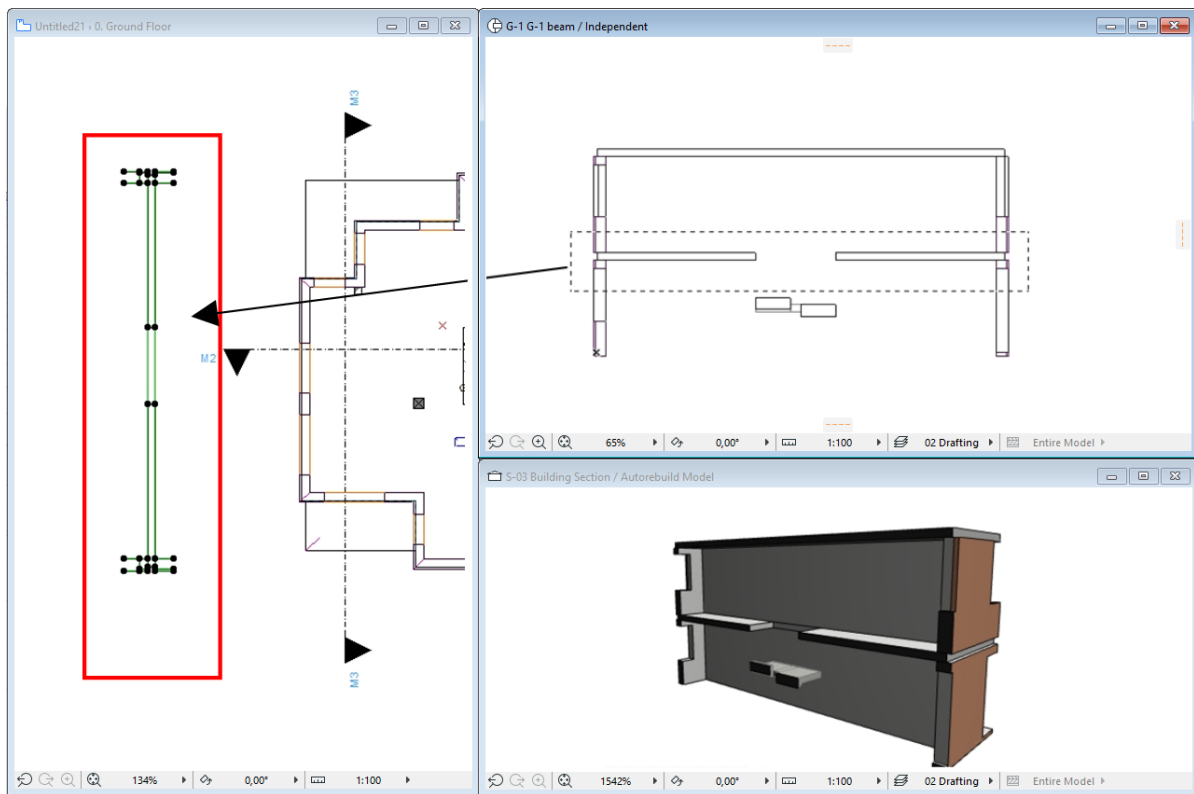 Untitled21 › 0. Ground Floor
M3
M2
M3
134%
0,00°
1:100
G-1 G-1 beam / Independent
65%
0,00°
1:100
02 Drafting
Entire Model
S-03 Building Section / Autorebuild Model
1542%
0,00°
1:100
02 Drafting
Entire Model